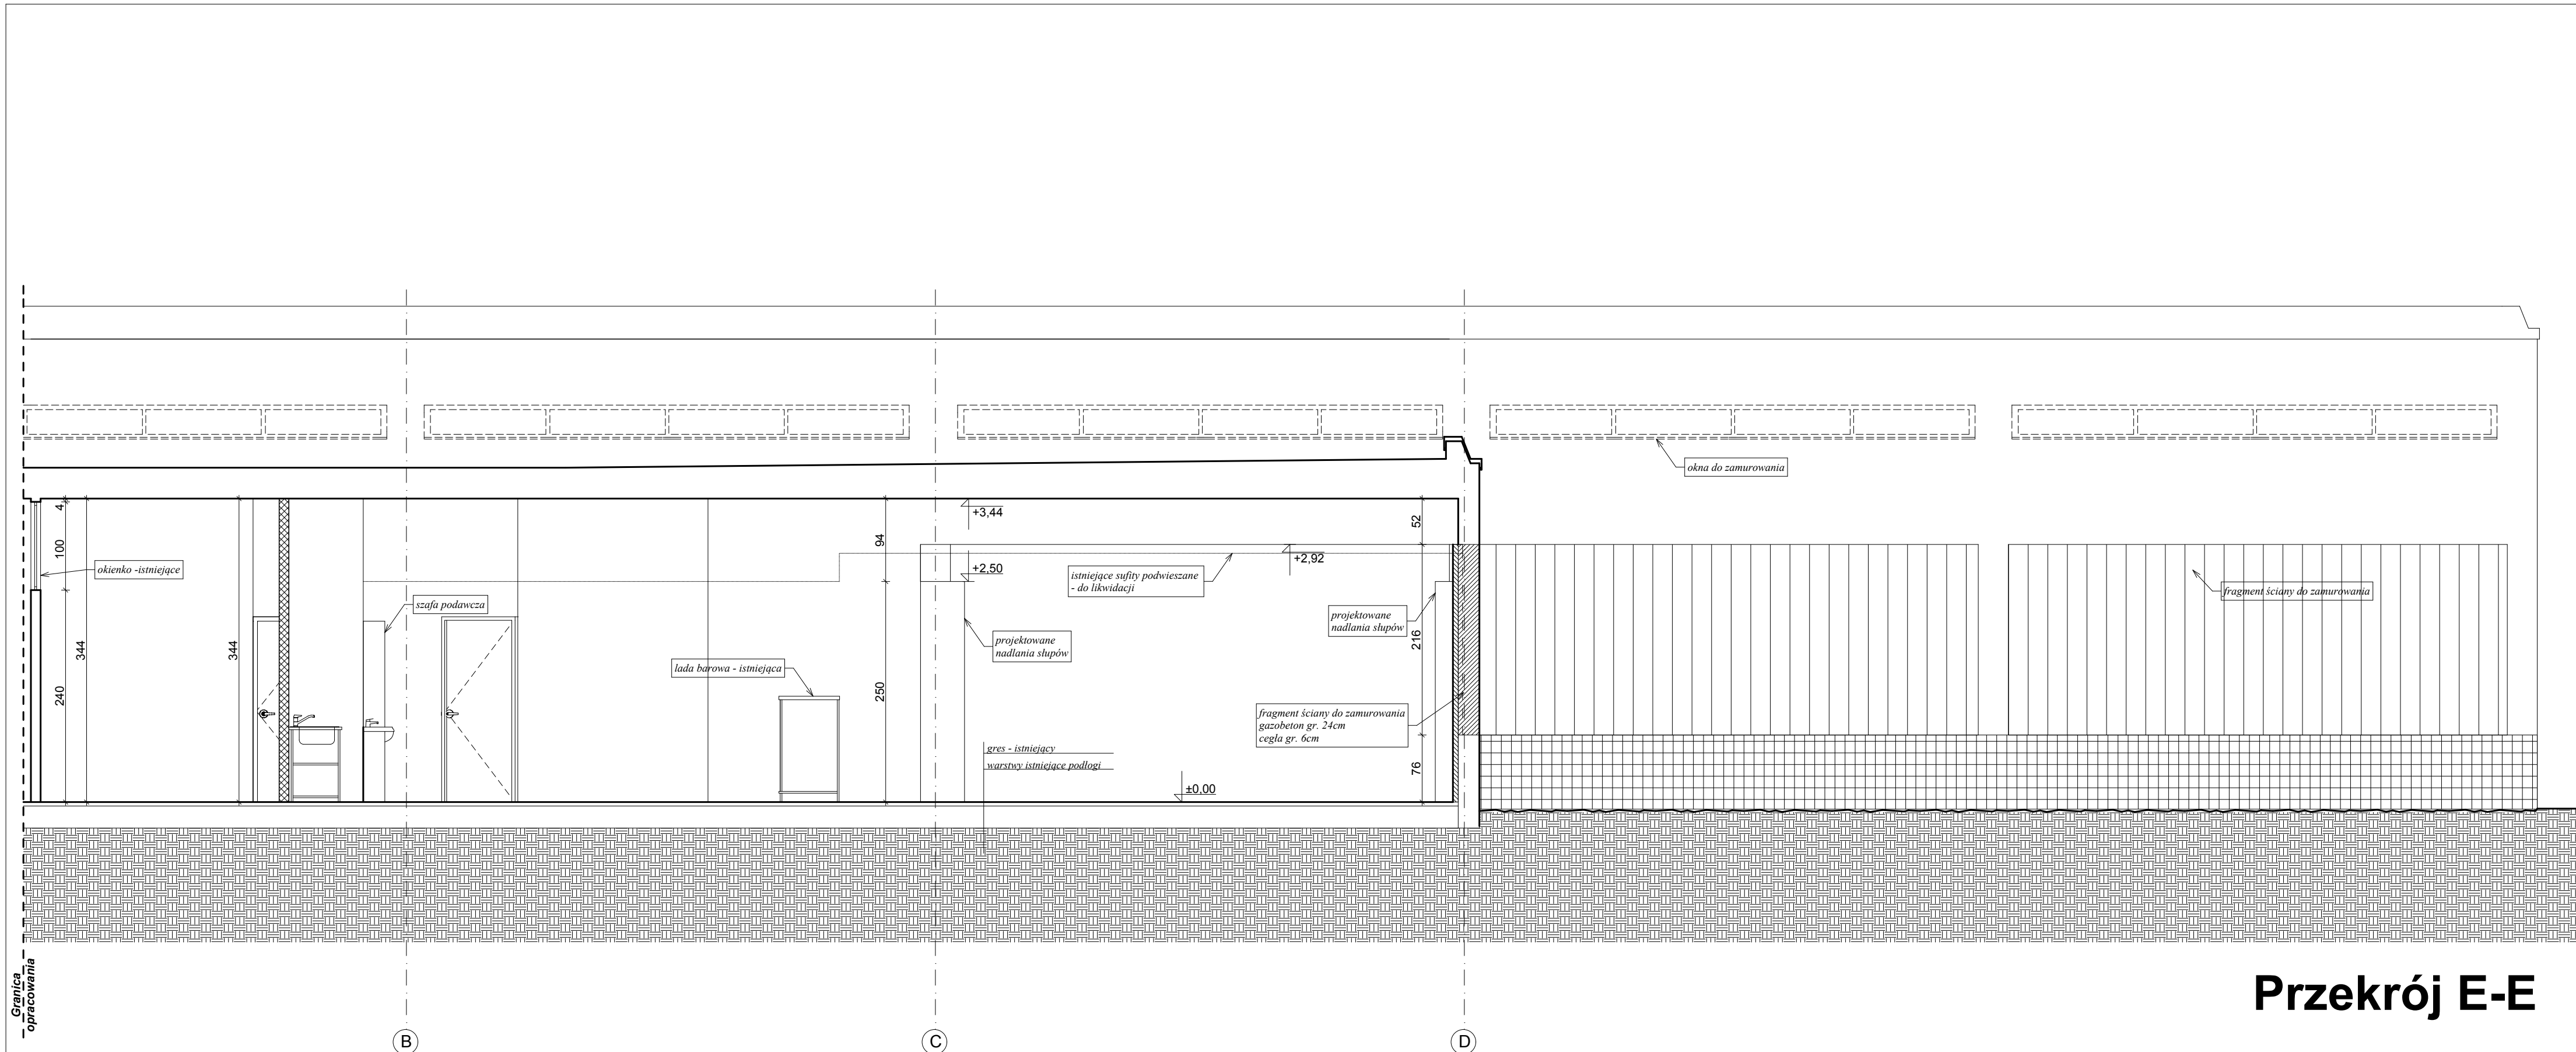 okna do zamurowania
4
100
240
344
344
okienko -istniejące
szafa podawcza
lada barowa - istniejąca
94
250
+3,44
+2,50
+2,92
istniejące sufity podwieszane
- do likwidacji
projektowane
nadlania słupów
projektowane
nadlania słupów
52
216
76
fragment ściany do zamurowania
gazobeton gr. 24cm
cegła gr. 6cm
fragment ściany do zamurowania
gres - istniejący
warstwy istniejące podłogi
±0,00
Granica
opracowania
Przekrój E-E
B
C
D